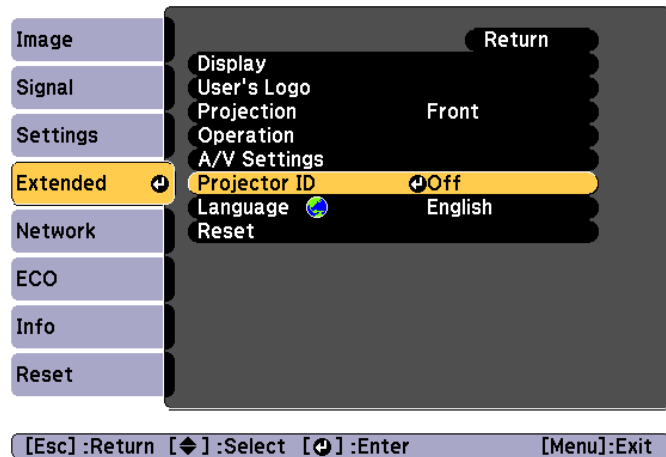 Image
Signal
Settings
Extended
Network
ECO
Info
Reset
Return
Display
User's Logo
Projection Front
Operation
A/V Settings
Projector ID Off
Language English
Reset
[Esc] :Return [ ] :Select [ ] :Enter [Menu]:Exit